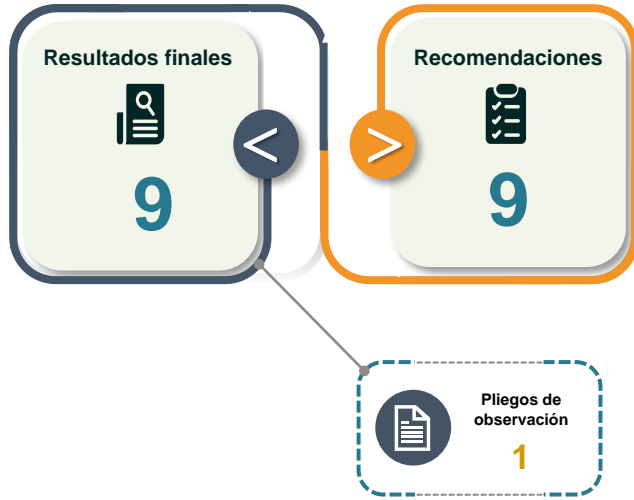 Resultados finales
9
<
>
Recomendaciones
9
Pliegos de
observación
1